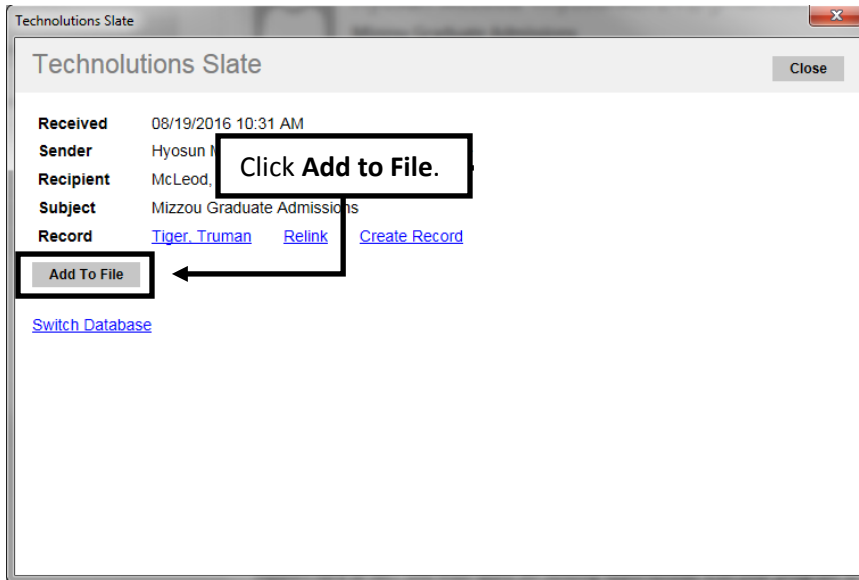 Technolutions Slate
x
Technolutions Slate
Close
Received 08/19/2016 10:31 AM
Sender Hyosun
Click Add to File.
Recipient McLeod,
Subject Mizzou Graduate Admissions
Record Tiger, Truman Relink Create Record
Add To File
Switch Database